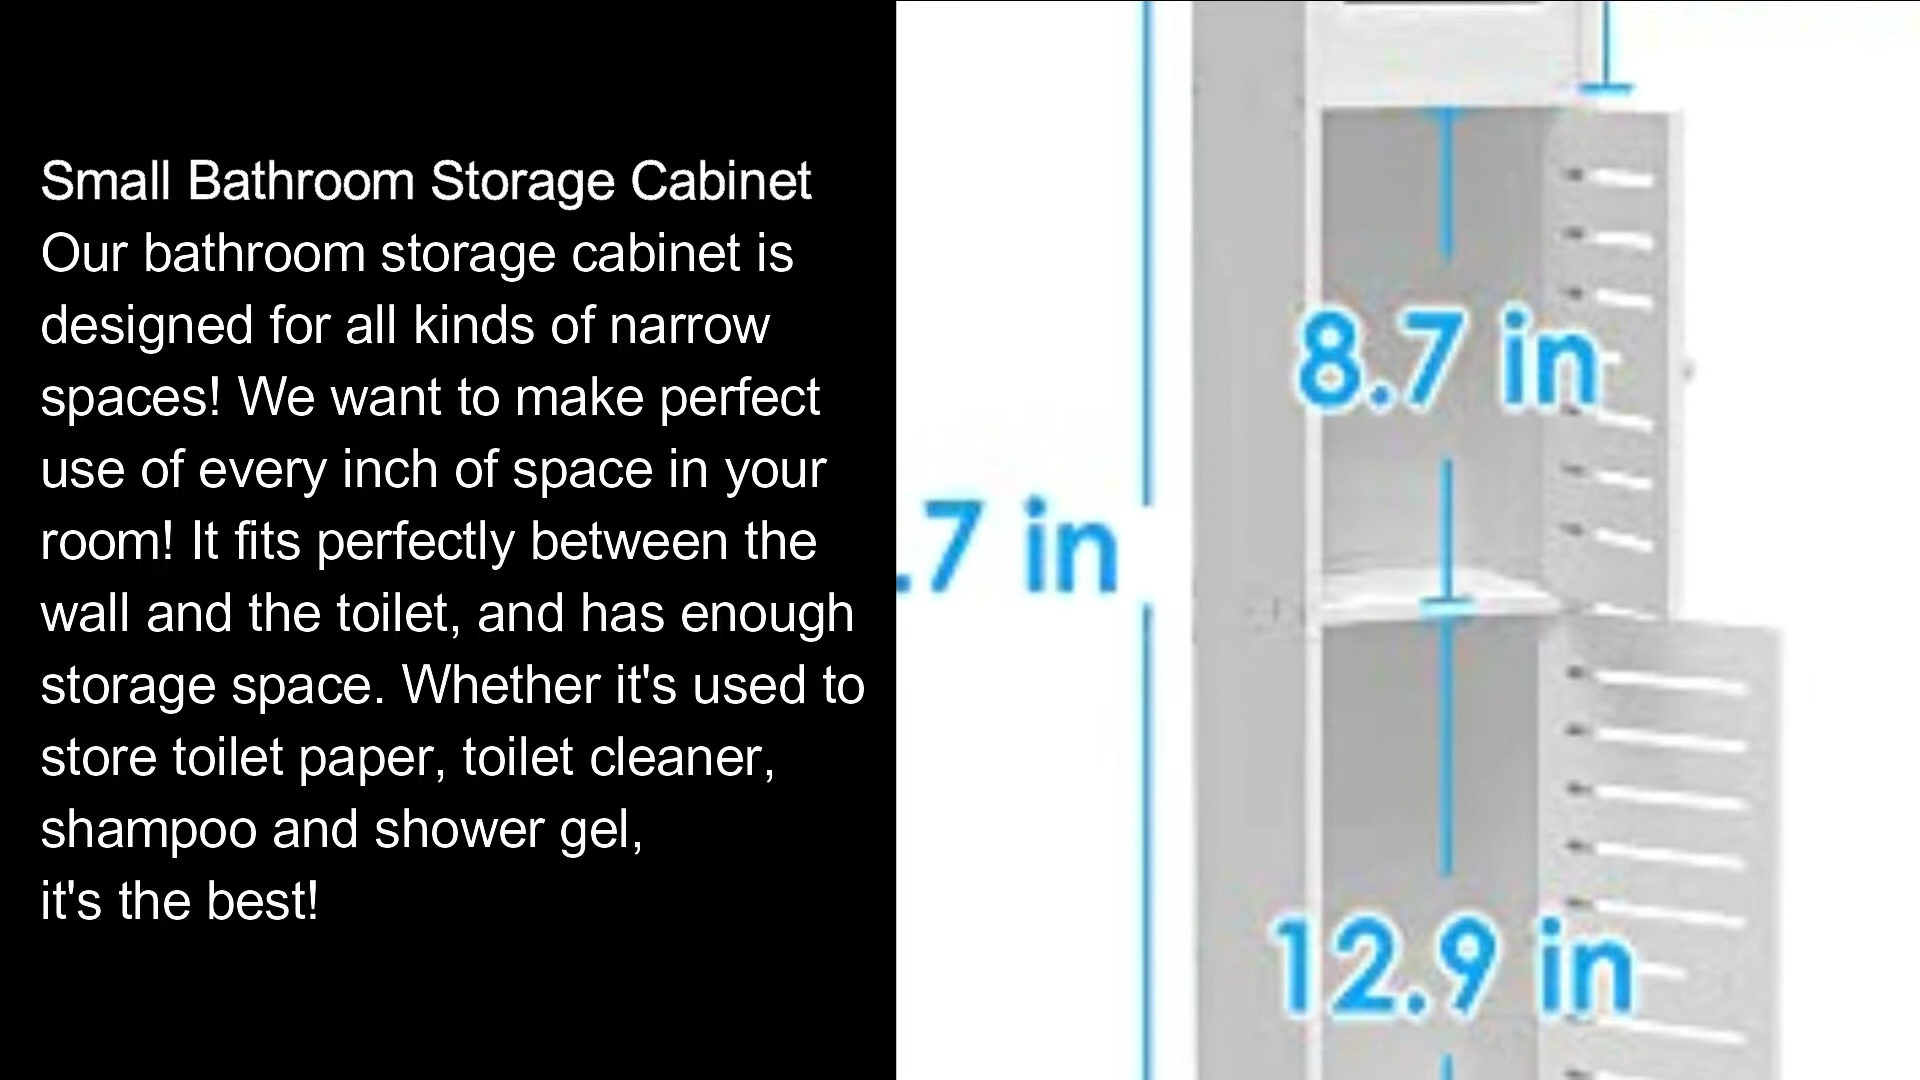 Small Bathroom Storage Cabinet
Our bathroom storage cabinet is
designed for all kinds of narrow
spaces! We want to make perfect
use of every inch of space in your
room! It fits perfectly between the
wall and the toilet, and has enough
storage space. Whether it's used to
store toilet paper, toilet cleaner,
shampoo and shower gel,
it's the best!
8.7 in
.7 in
12.9 in